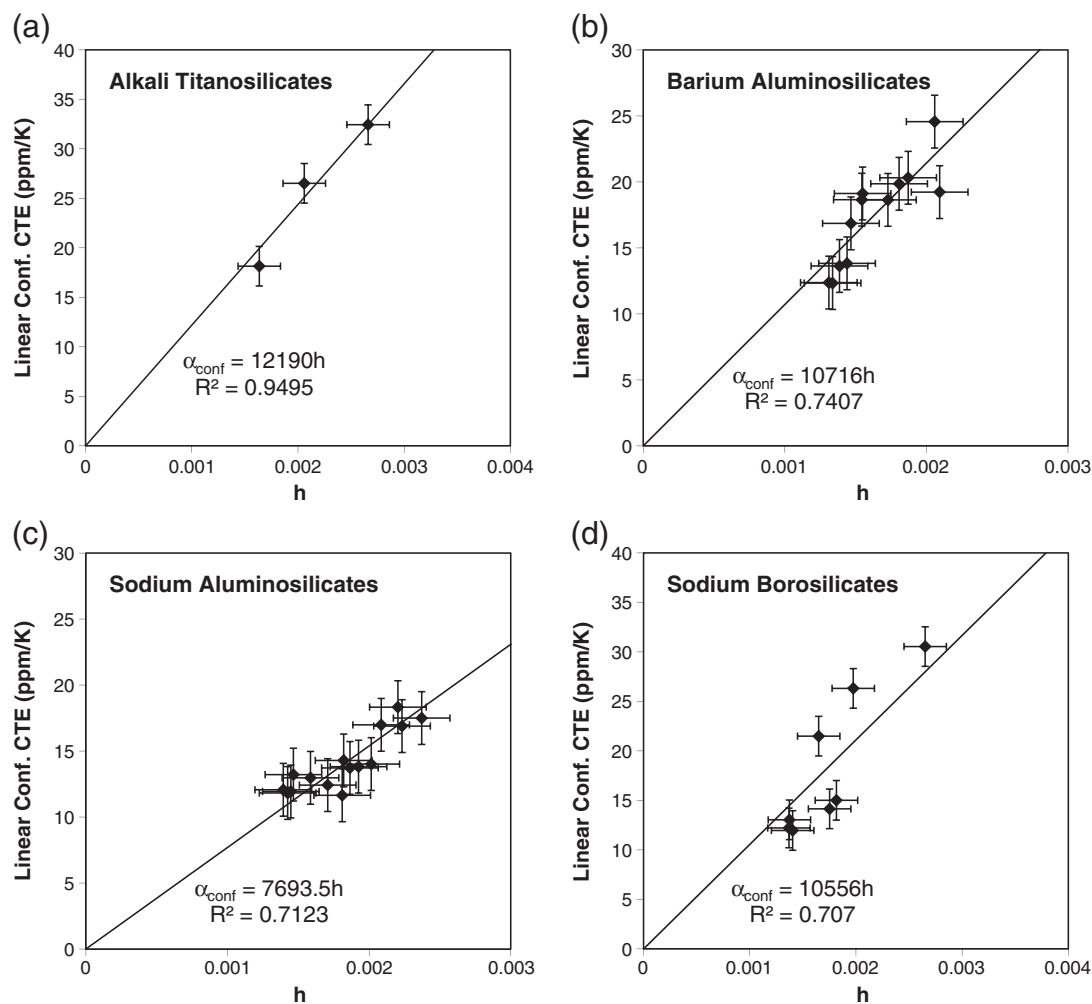 (a)
Alkali Titanosilicates
Linear Conf. CTE (ppm/K)
40
35
30
25
20
15
10
5
0
αconf = 12190h
R² = 0.9495
0 0.001 0.002 0.003 0.004
h
(b)
Barium Aluminosilicates
Linear Conf. CTE (ppm/K)
30
25
20
15
10
5
0
αconf = 10716h
R² = 0.7407
0 0.001 0.002 0.003
h
(c)
Sodium Aluminosilicates
Linear Conf. CTE (ppm/K)
30
25
20
15
10
5
0
αconf = 7693.5h
R² = 0.7123
0 0.001 0.002 0.003
h
(d)
Sodium Borosilicates
Linear Conf. CTE (ppm/K)
40
35
30
25
20
15
10
5
0
αconf = 10556h
R² = 0.707
0 0.001 0.002 0.003 0.004
h